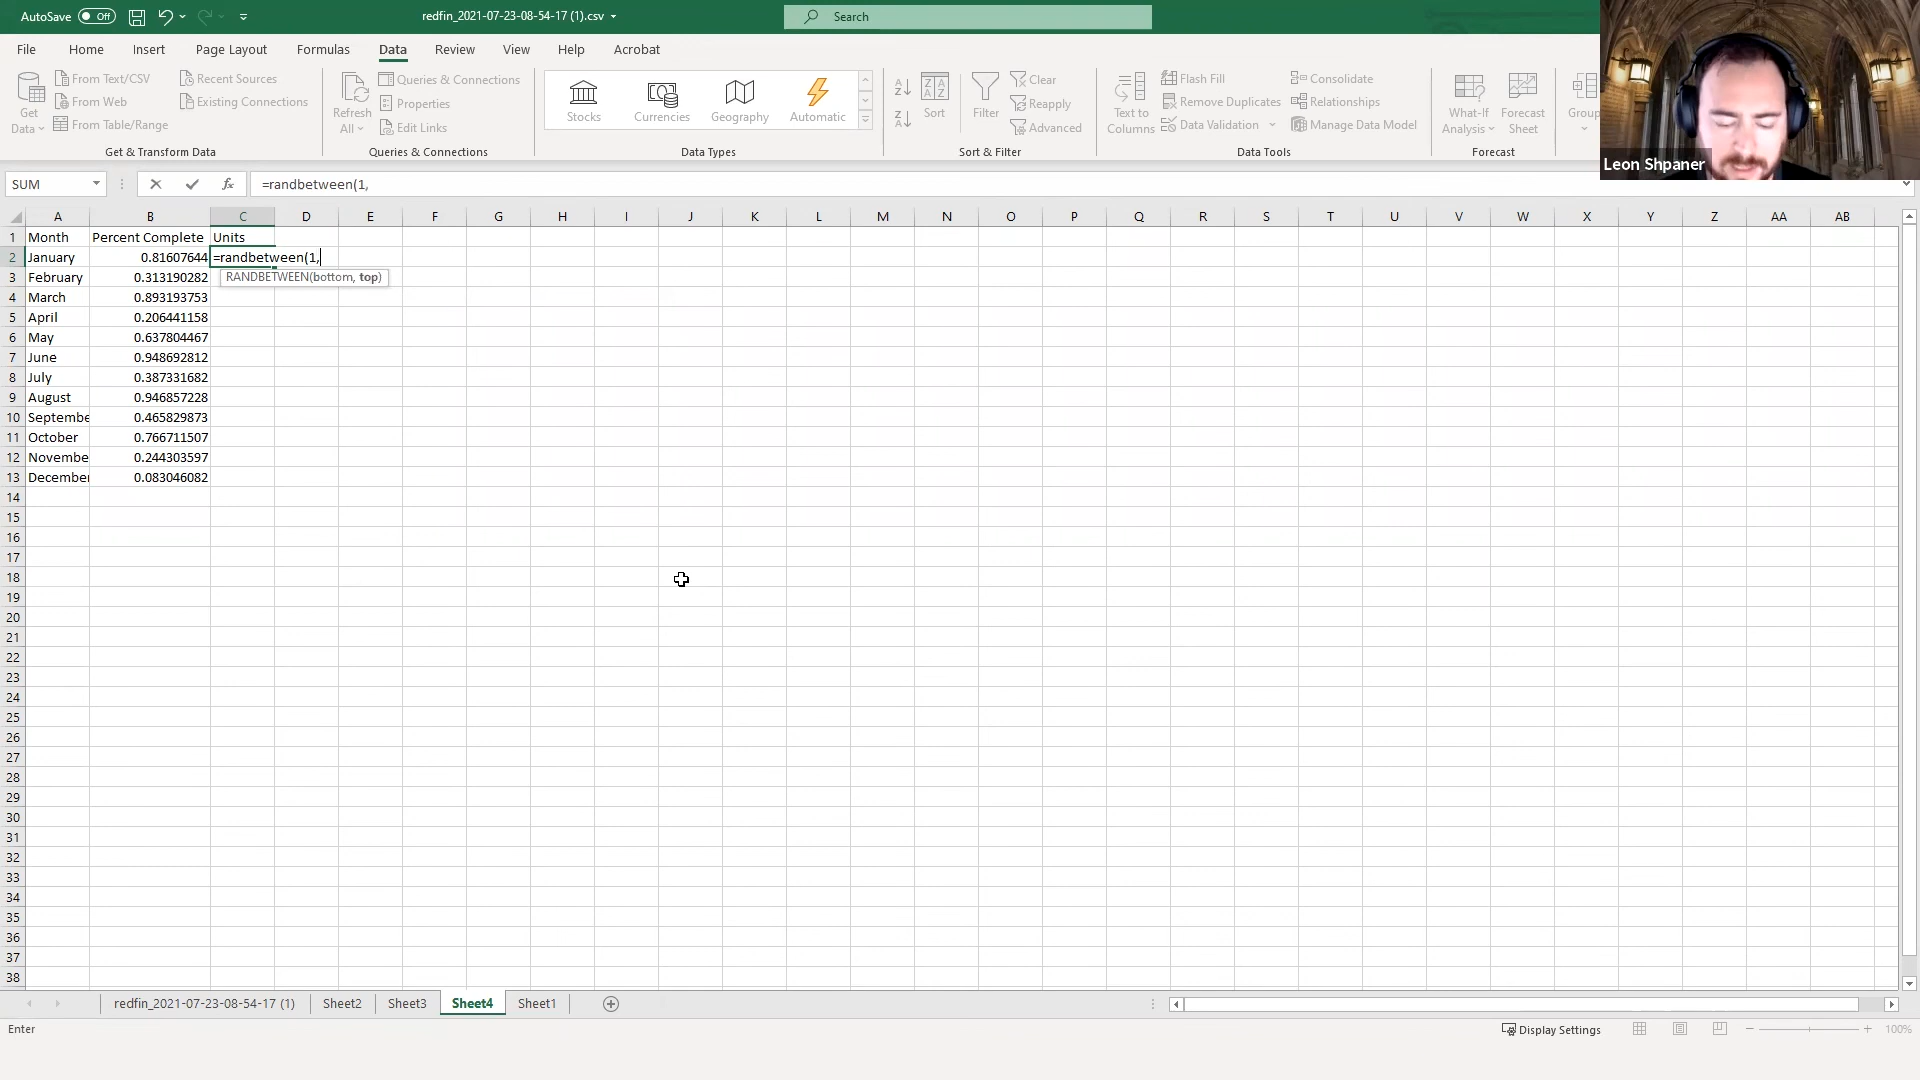 AutoSave Off
redfin_2021-07-23-08-54-17 (1).csv
Search
File Home Insert Page Layout Formulas Data Review View Help Acrobat
Get Data
From Text/CSV
From Web
From Table/Range
Recent Sources
Existing Connections
Get & Transform Data
Refresh All
Queries & Connections
Properties
Edit Links
Queries & Connections
Stocks Currencies Geography Automatic
Data Types
Sort
Filter
Clear
Reapply
Advanced
Sort & Filter
Text to Columns
Flash Fill
Remove Duplicates
Data Validation
Consolidate
Relationships
Manage Data Model
Data Tools
What-If Analysis
Forecast Sheet
Forecast
Group
Leon Shpaner
SUM
fx
=randbetween(1,
A B C D E F G H I J K L M N O P Q R S T U V W X Y Z AA AB
1 Month Percent Complete Units
2 January 0.81607644 =randbetween(1,
RANDBETWEEN(bottom, top)
3 February 0.313190282
4 March 0.893193753
5 April 0.206441158
6 May 0.637804467
7 June 0.948692812
8 July 0.387331682
9 August 0.946857228
10 Septembe 0.465829873
11 October 0.766711507
12 Novembe 0.244303597
13 December 0.083046082
14
15
16
17
18
19
20
21
22
23
24
25
26
27
28
29
30
31
32
33
34
35
36
37
38
redfin_2021-07-23-08-54-17 (1) Sheet2 Sheet3 Sheet4 Sheet1
Enter
Display Settings
100%